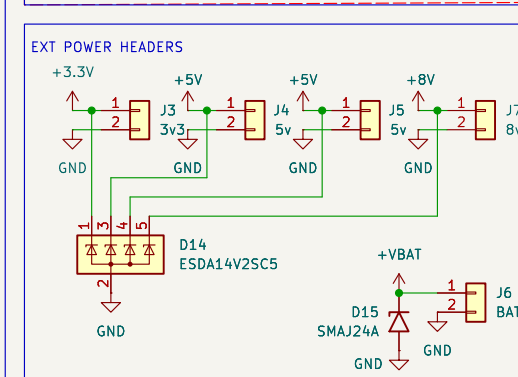 EXT POWER HEADERS
+3.3V
+5V
+5V
+8V
1
2
J3
3v3
1
2
J4
5v
1
2
J5
5v
1
2
J7
8v
GND
GND
GND
GND
1
3
4
5
D14
ESDA14V2SC5
2
GND
+VBAT
1
2
J6
BAT
D15
SMAJ24A
GND
GND